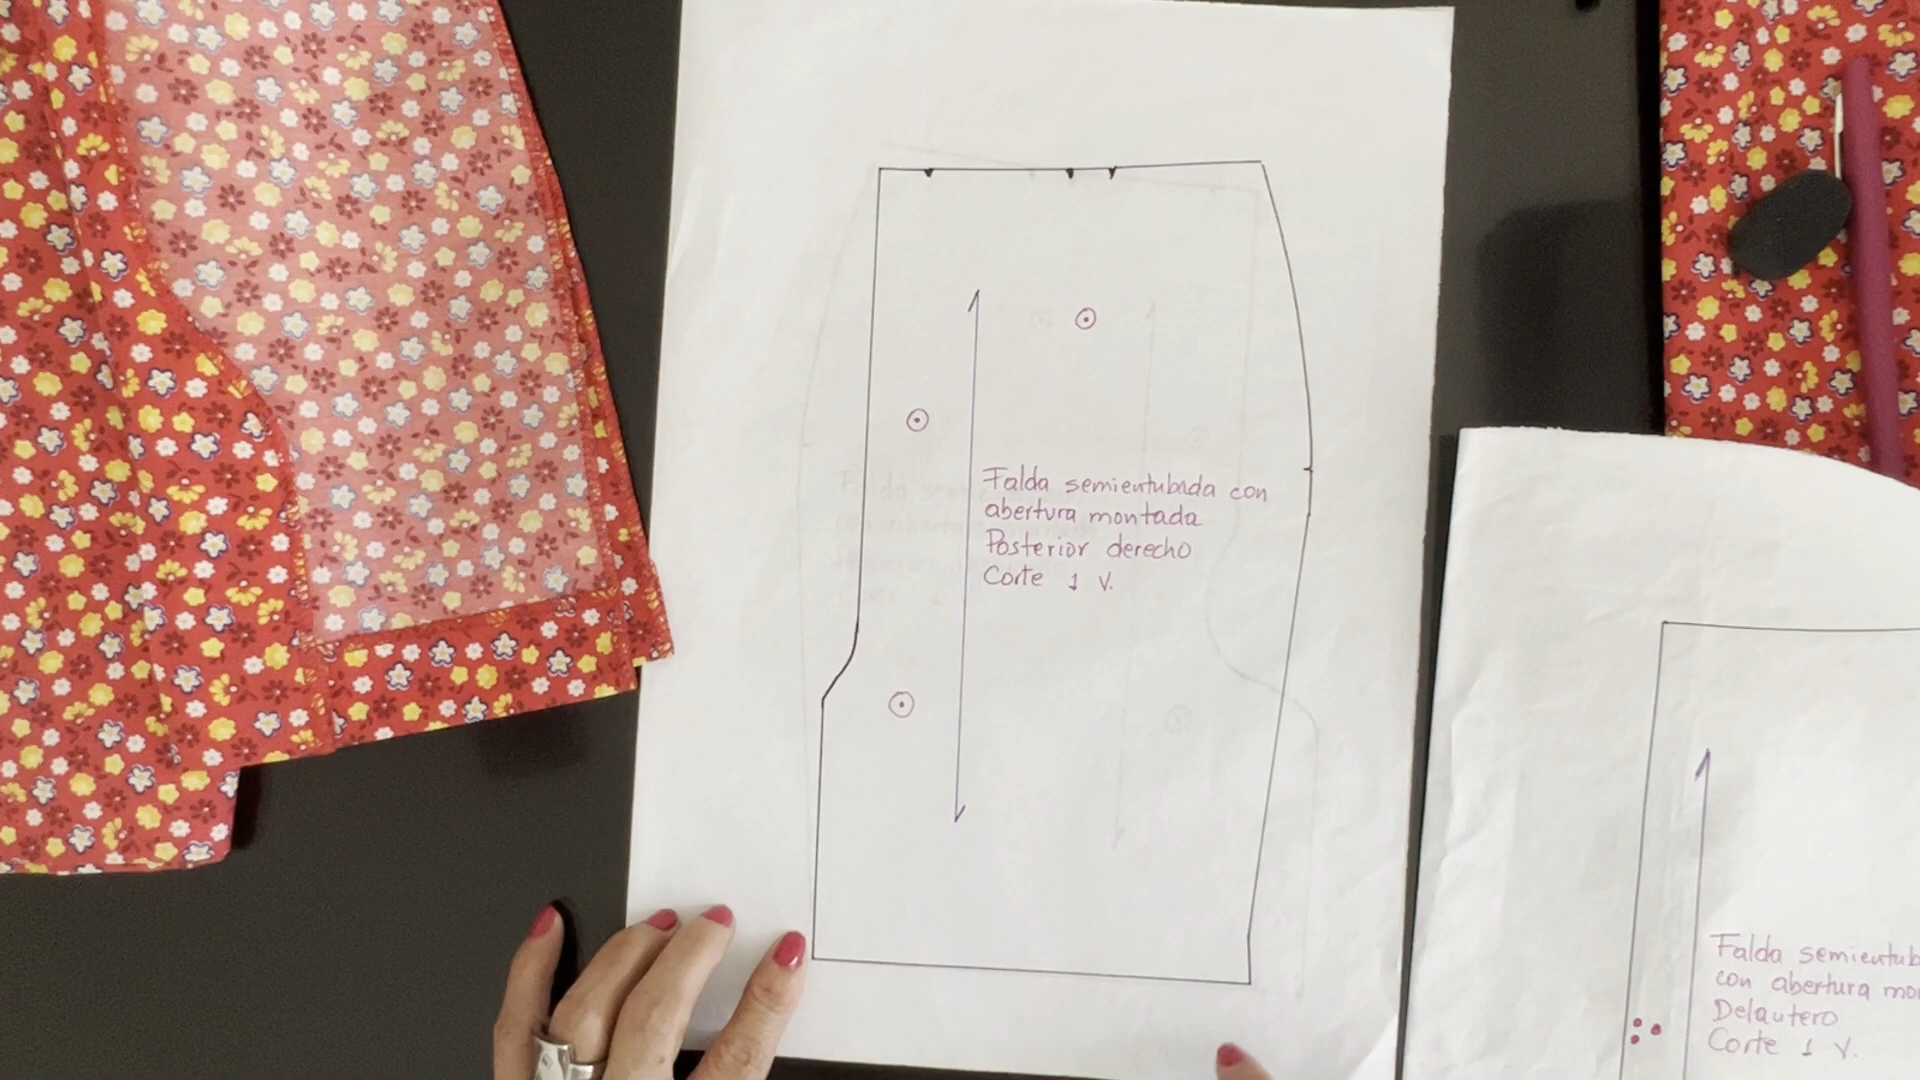 Falda semientubada con
abertura montada
Posterior derecho
Corte 1 V.
Falda semientub
con abertura mo
Delantero
Corte 1 V.